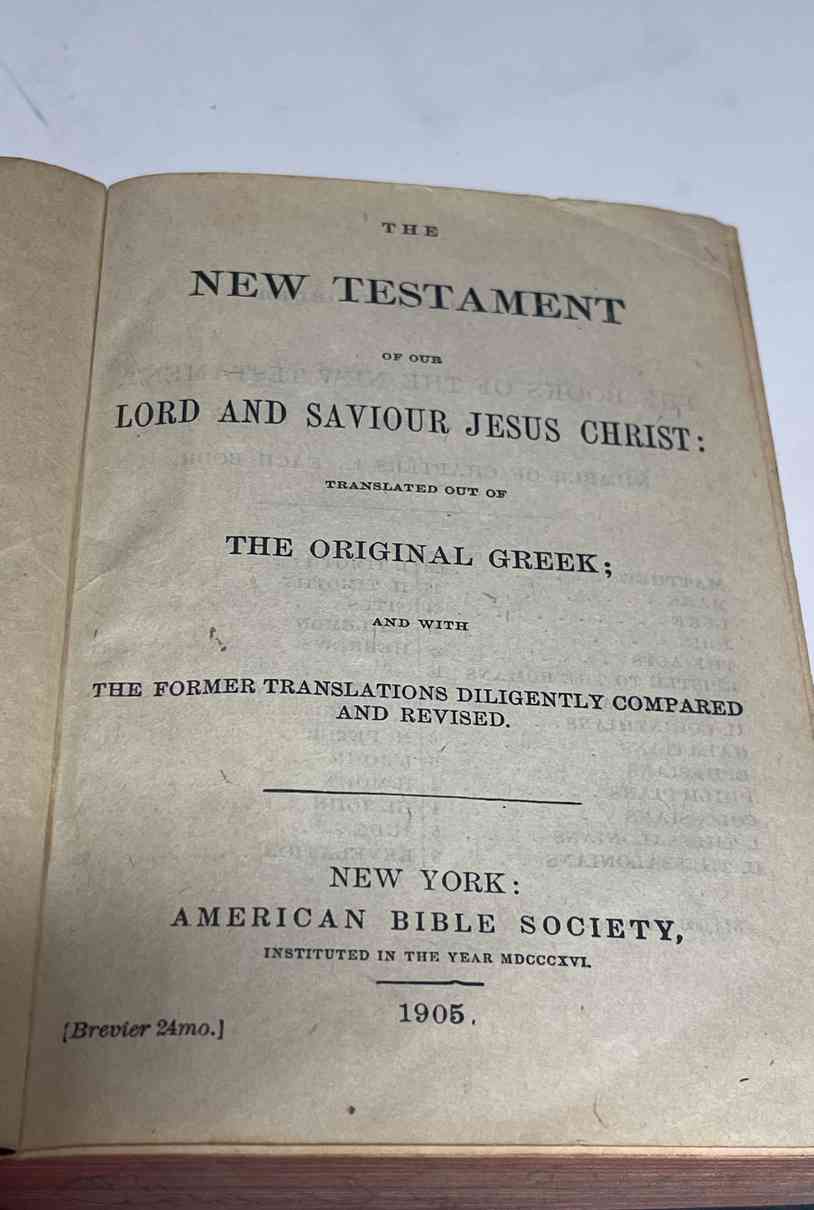 THE
NEW TESTAMENT
OF OUR
LORD AND SAVIOUR JESUS CHRIST:
TRANSLATED OUT OF
THE ORIGINAL GREEK;
AND WITH
THE FORMER TRANSLATIONS DILIGENTLY COMPARED
AND REVISED.
NEW YORK:
AMERICAN BIBLE SOCIETY,
INSTITUTED IN THE YEAR MDCCCXVI.
1905.
[Brevier 24mo.]